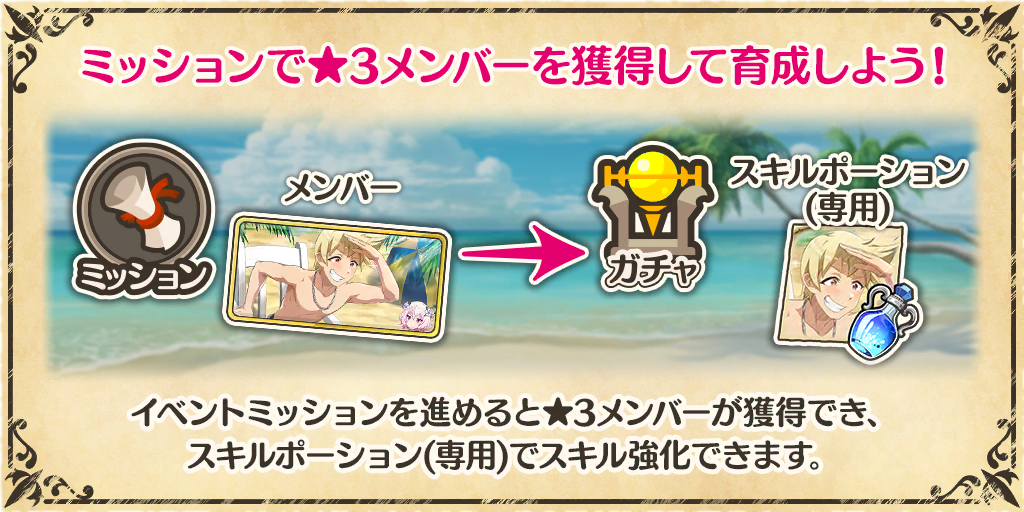 ミッションで★3メンバーを獲得して育成しよう!
ミッション
メンバー
ガチャ
スキルポーション
(専用)
イベントミッションを進めると★3メンバーが獲得でき、
スキルポーション(専用)でスキル強化できます。